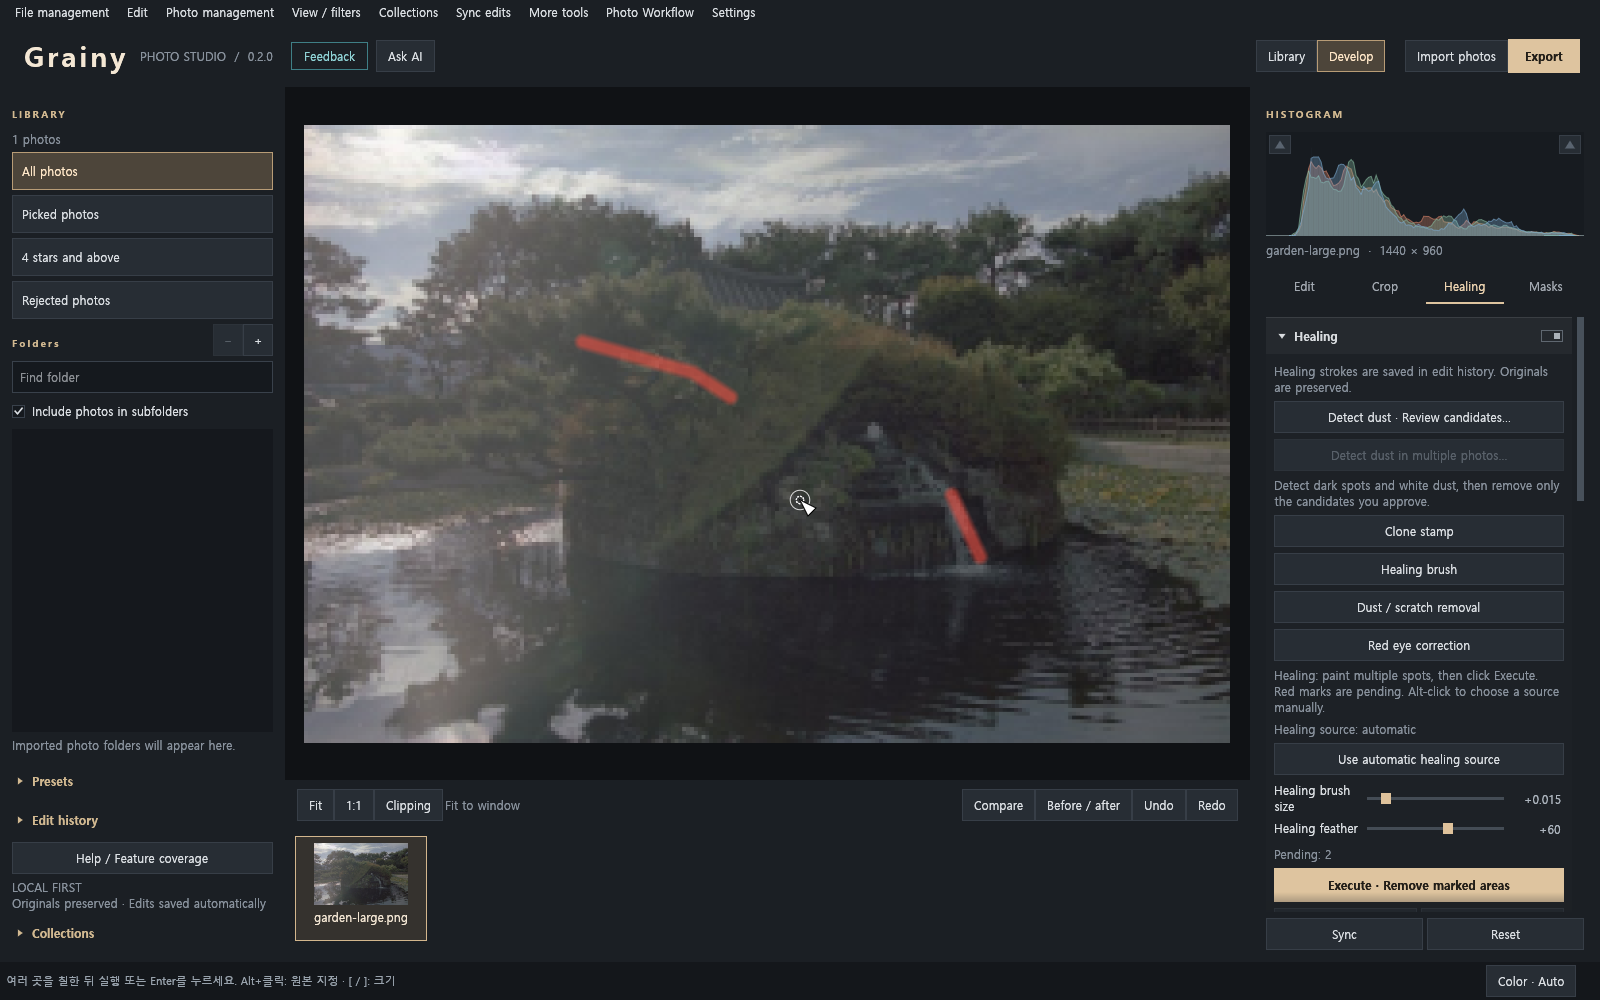 File management Edit Photo management View / filters Collections Sync edits More tools Photo Workflow Settings
Grainy PHOTO STUDIO / 0.2.0 Feedback Ask AI Library Develop Import photos Export
LIBRARY
1 photos
All photos
Picked photos
4 stars and above
Rejected photos
Folders − +
Find folder
Include photos in subfolders
Imported photo folders will appear here.
Presets
Edit history
Help / Feature coverage
LOCAL FIRST
Originals preserved · Edits saved automatically
Collections
Fit 1:1 Clipping Fit to window Compare Before / after Undo Redo
garden-large.png
HISTOGRAM
garden-large.png · 1440 × 960
Edit Crop Healing Masks
Healing
Healing strokes are saved in edit history. Originals
are preserved.
Detect dust · Review candidates...
Detect dust in multiple photos...
Detect dark spots and white dust, then remove only
the candidates you approve.
Clone stamp
Healing brush
Dust / scratch removal
Red eye correction
Healing: paint multiple spots, then click Execute.
Red marks are pending. Alt-click to choose a source
manually.
Healing source: automatic
Use automatic healing source
Healing brush
size +0.015
Healing feather +60
Pending: 2
Execute · Remove marked areas
Sync Reset
여러 곳을 칠한 뒤 실행 또는 Enter를 누르세요. Alt+클릭: 원본 지정 · [ / ]: 크기
Color · Auto